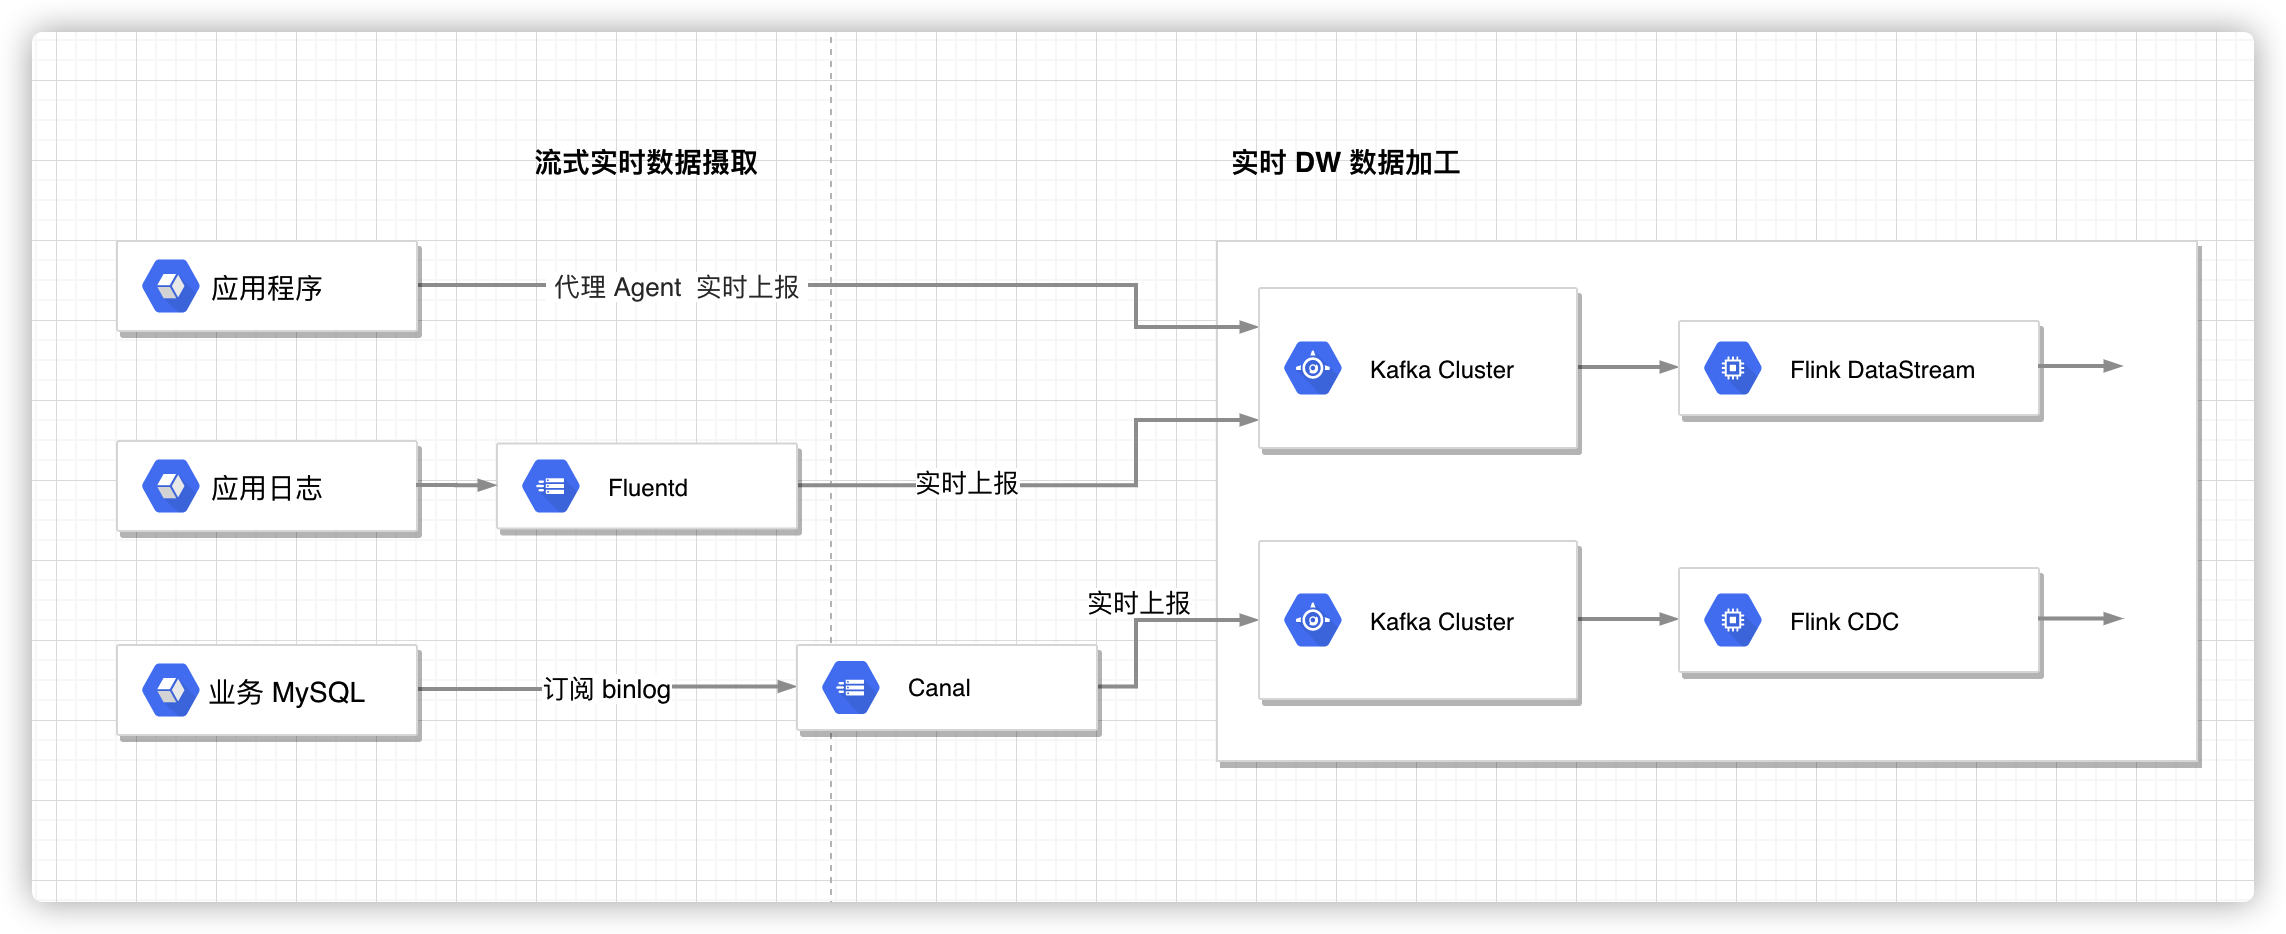 流式实时数据摄取
实时 DW 数据加工
应用程序
代理 Agent 实时上报
Kafka Cluster
Flink DataStream
应用日志
Fluentd
实时上报
实时上报
Kafka Cluster
Flink CDC
业务 MySQL
订阅 binlog
Canal